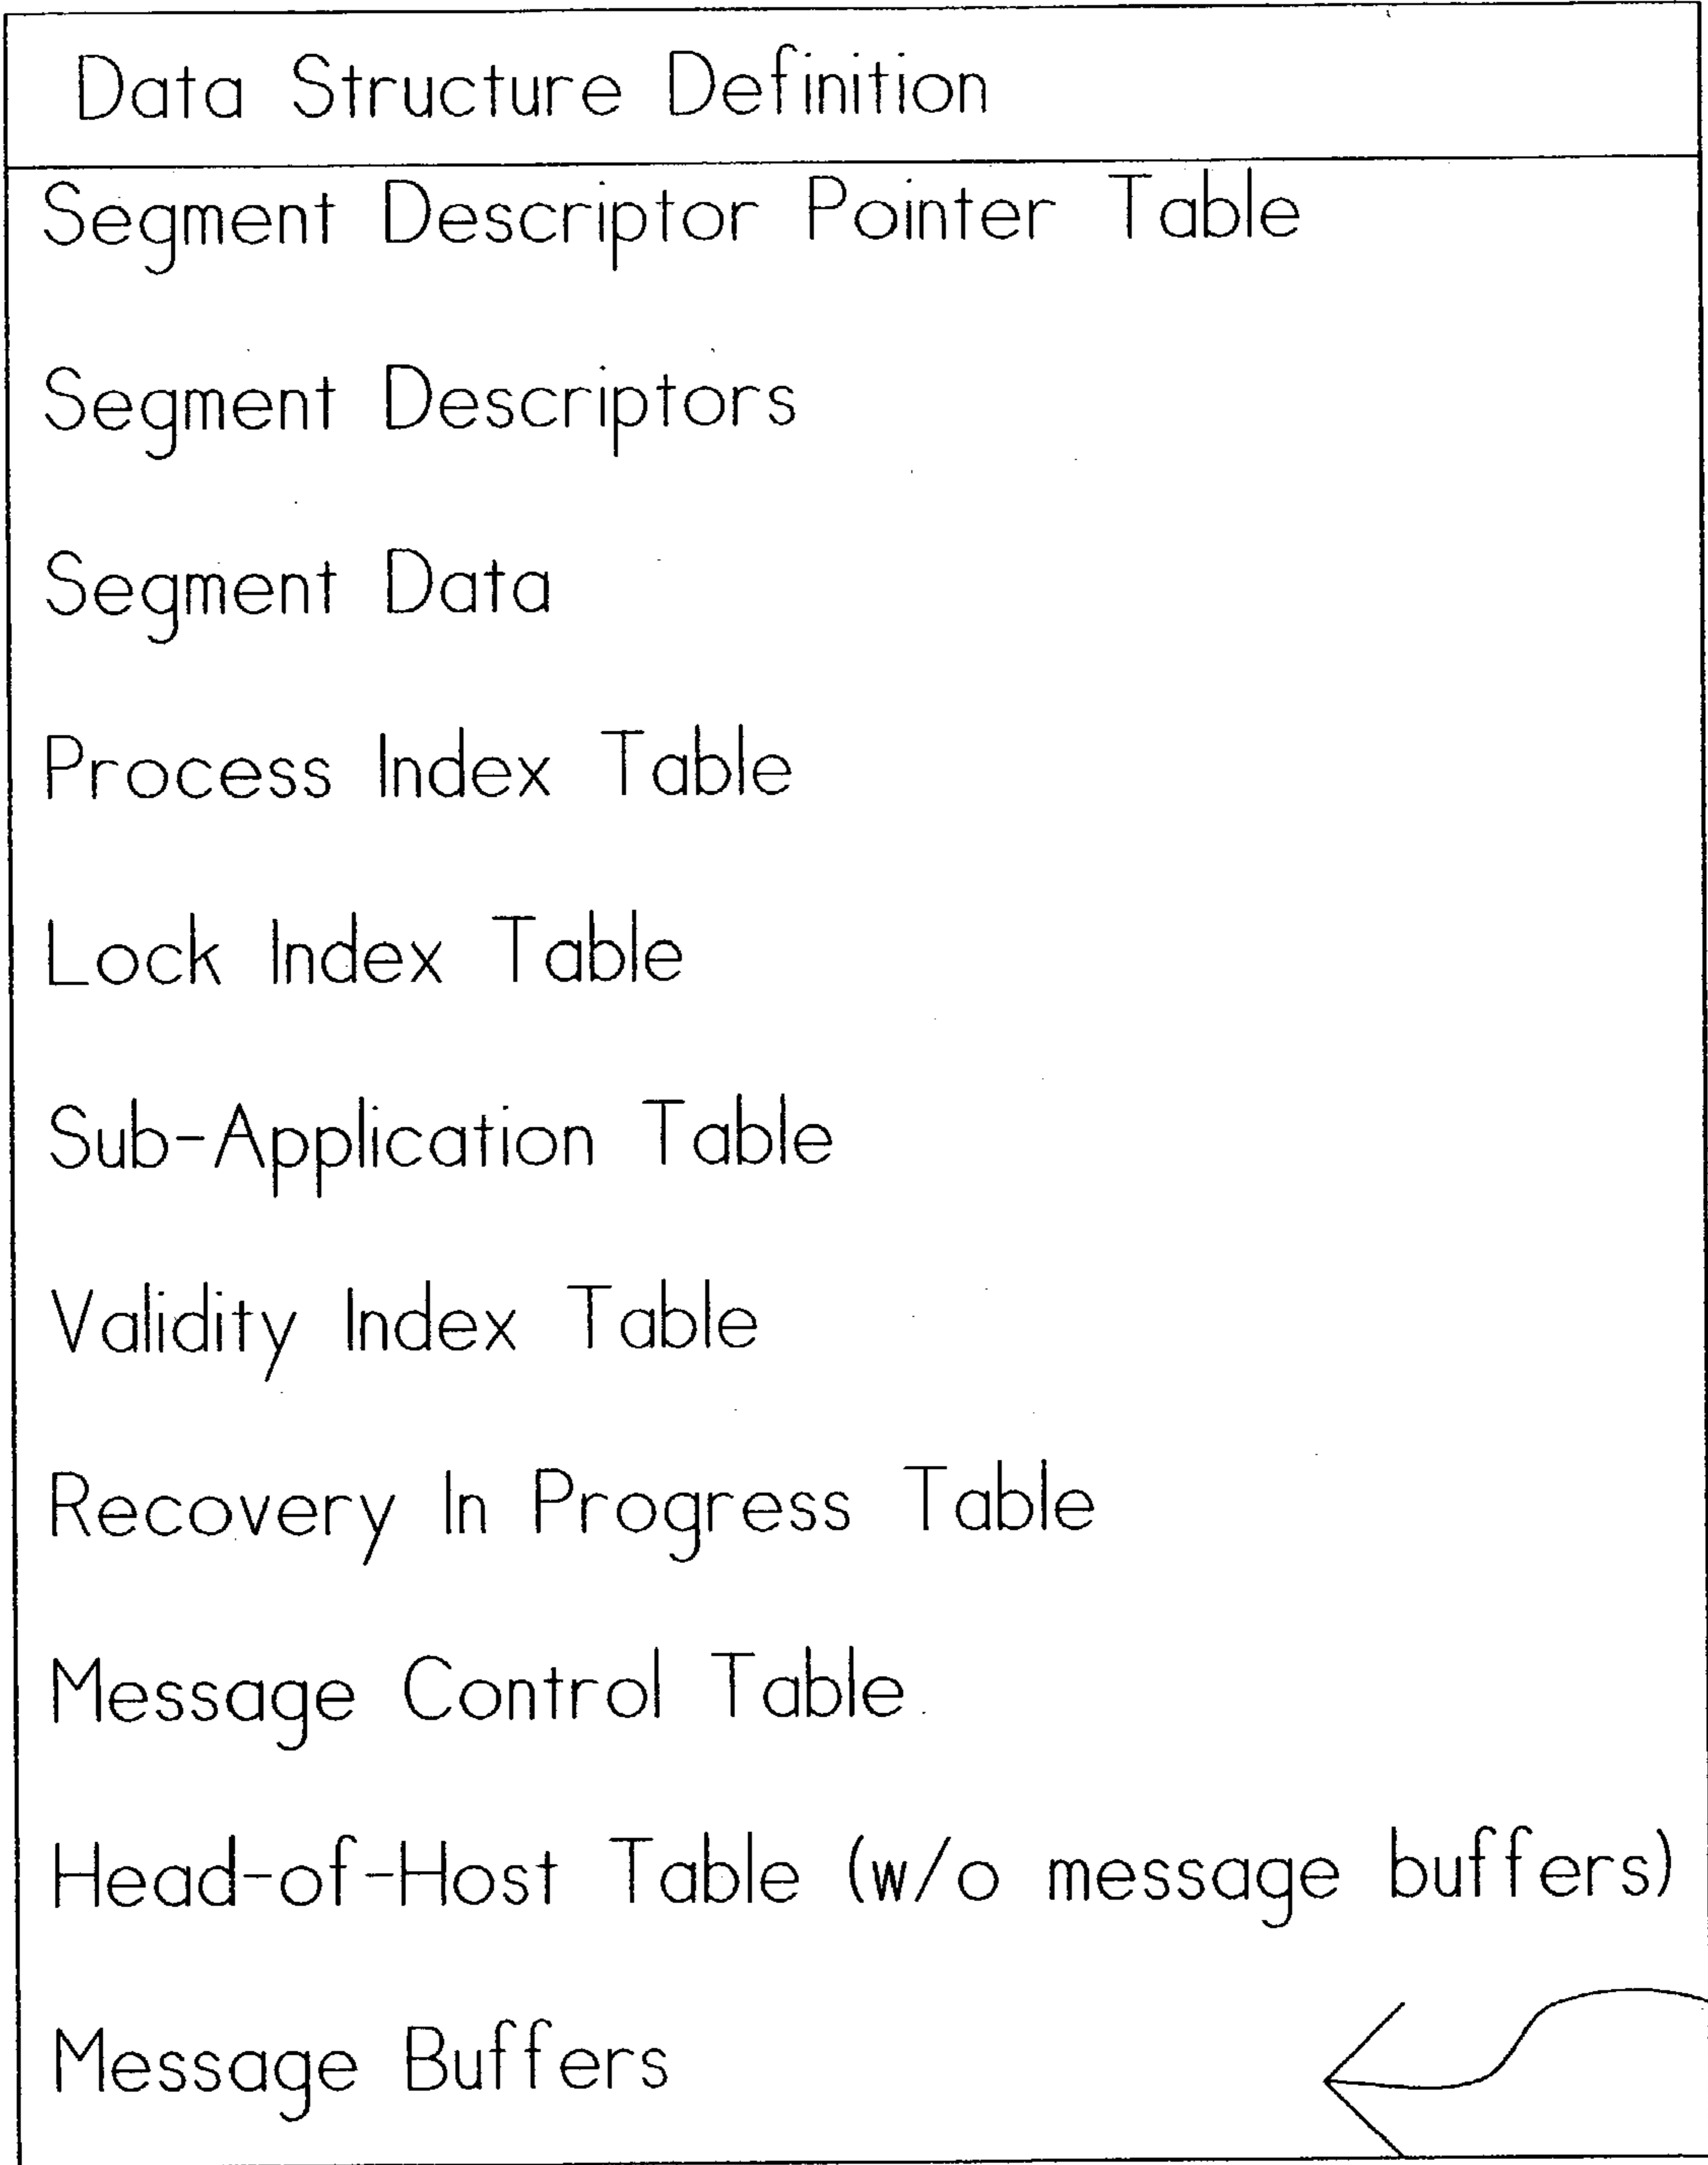 Data Structure Definition
Segment Descriptor Pointer Table
Segment Descriptors
Segment Data
Process Index Table
Lock Index Table
Sub-Application Table
Validity Index Table
Recovery In Progress Table
Message Control Table
Head-of-Host Table (w/o message buffers)
Message Buffers